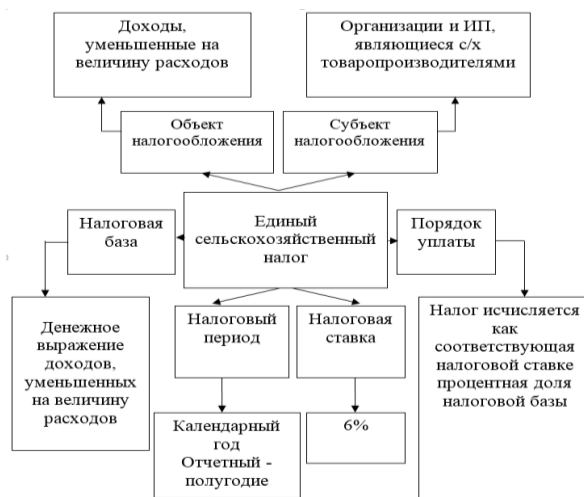 Доходы,
уменьшенные на
величину расходов
Организации и ИП,
являющиеся с/х
товаропроизводителями
Объект
налогообложения
Субъект
налогообложения
Налоговая
база
Единый
сельскохозяйственный
налог
Порядок
уплаты
Денежное
выражение
доходов,
уменьшенных
на величину
расходов
Налоговый
период
Налоговая
ставка
Налог исчисляется
как
соответствующая
налоговой ставке
процентная доля
налоговой базы
Календарный
год
Отчетный -
полугодие
6%